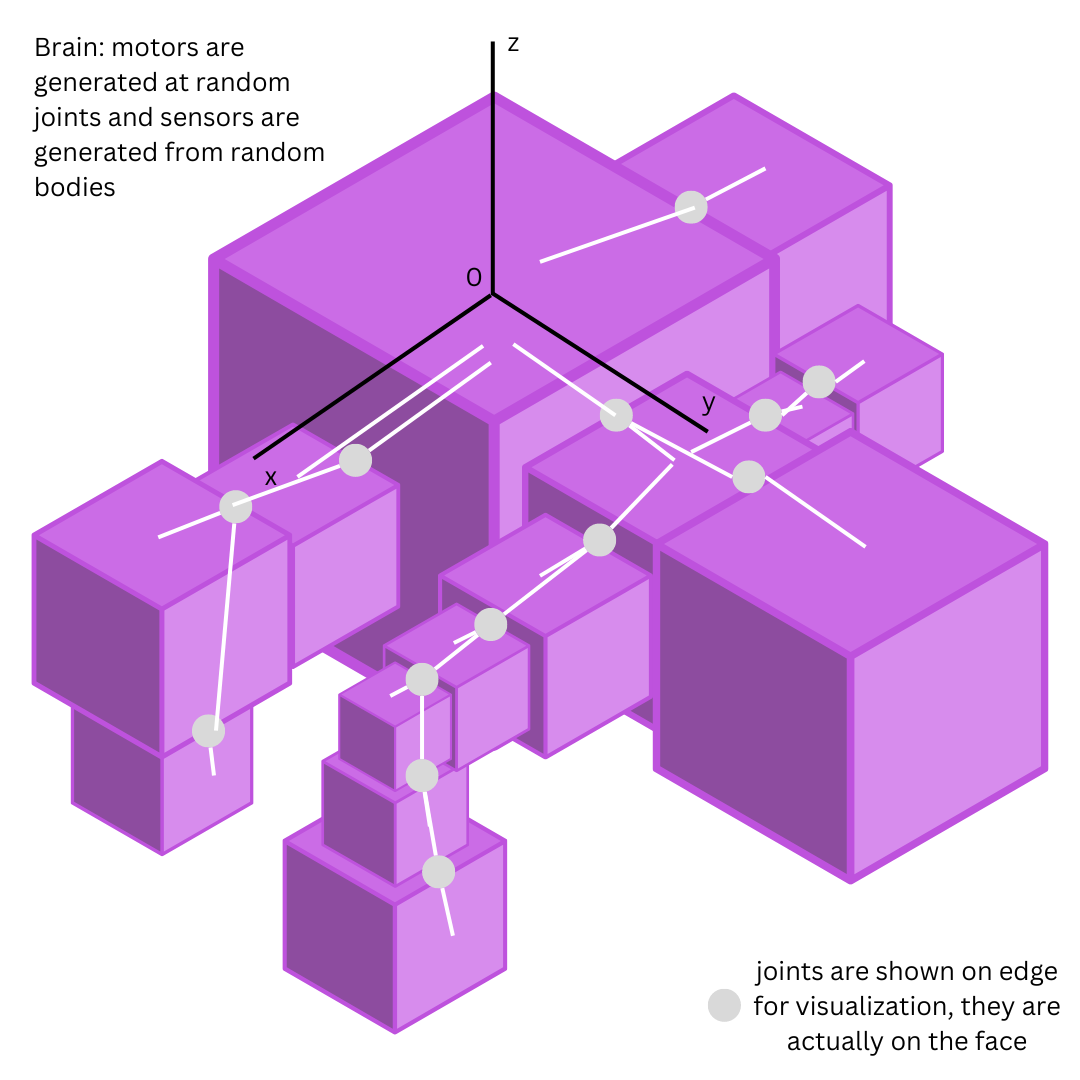 Brain: motors are
generated at random
joints and sensors are
generated from random
bodies
z
0
y
x
joints are shown on edge
for visualization, they are
actually on the face